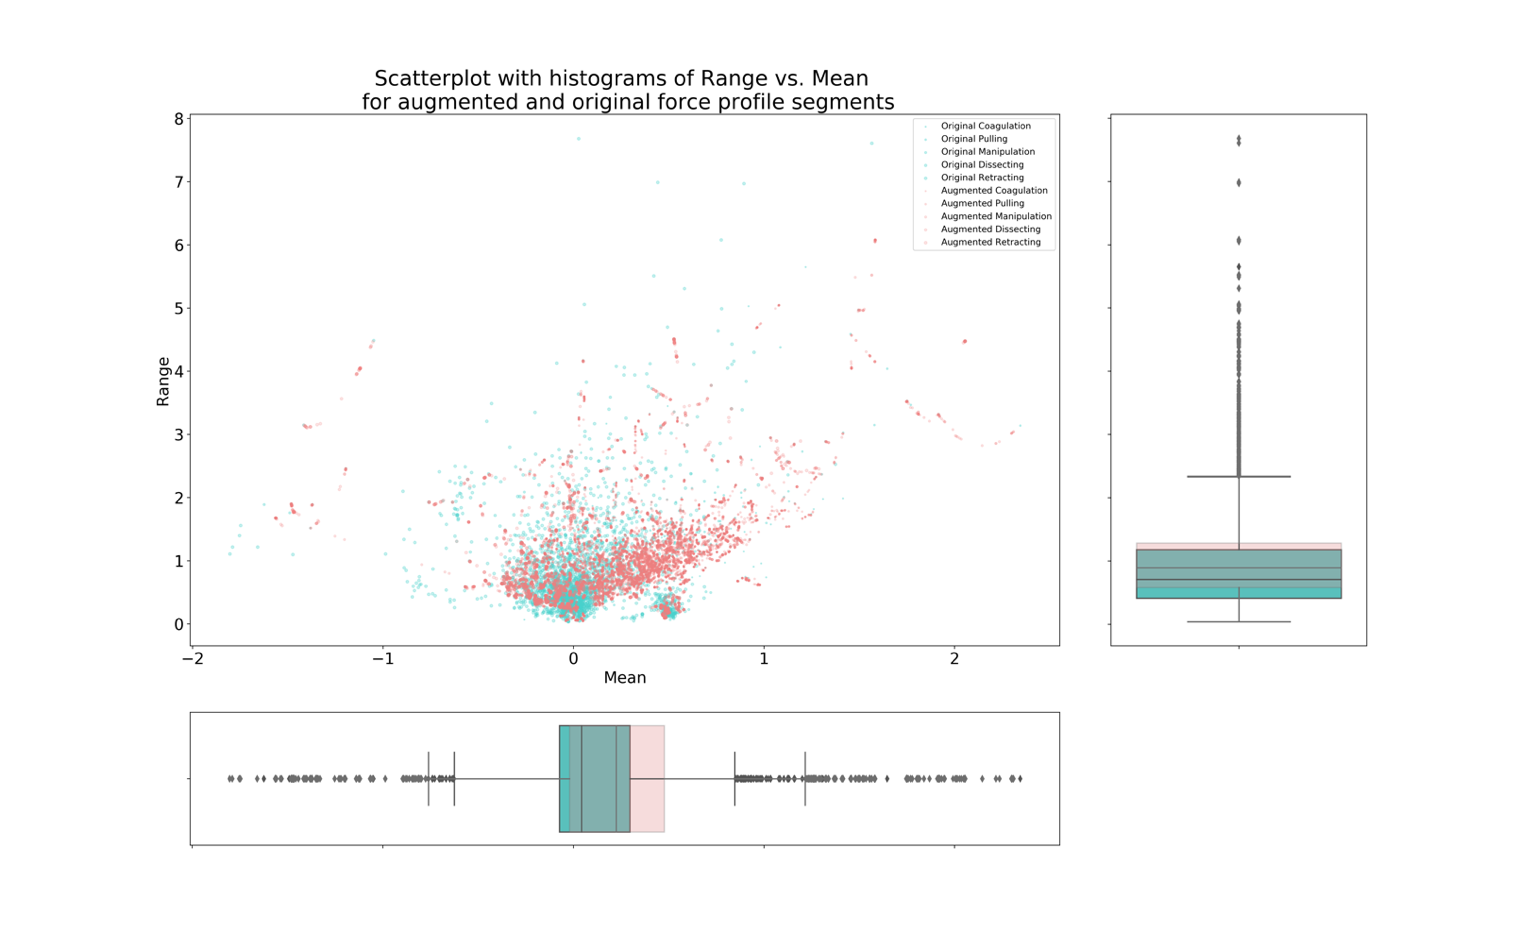 Scatterplot with histograms of Range vs. Mean
for augmented and original force profile segments
8
7
6
5
4
3
2
1
0
Range
Original Coagulation
Original Pulling
Original Manipulation
Original Dissecting
Original Retracting
Augmented Coagulation
Augmented Pulling
Augmented Manipulation
Augmented Dissecting
Augmented Retracting
−2 −1 0 1 2
Mean